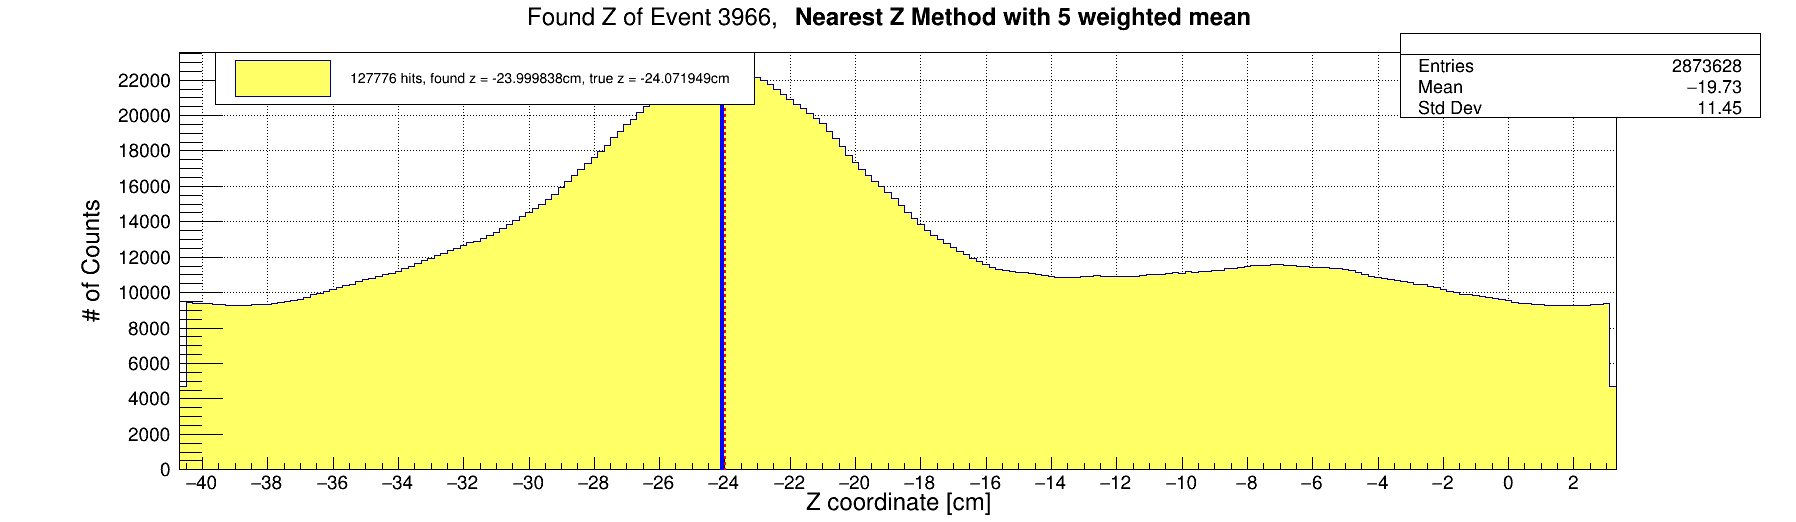 Found Z of Event 3966, Nearest Z Method with 5 weighted mean
127776 hits, found z = -23.999838cm, true z = -24.071949cm
Entries 2873628
Mean −19.73
Std Dev 11.45
# of Counts
22000
20000
18000
16000
14000
12000
10000
8000
6000
4000
2000
0
−40 −38 −36 −34 −32 −30 −28 −26 −24 −22 −20 −18 −16 −14 −12 −10 −8 −6 −4 −2 0 2
Z coordinate [cm]